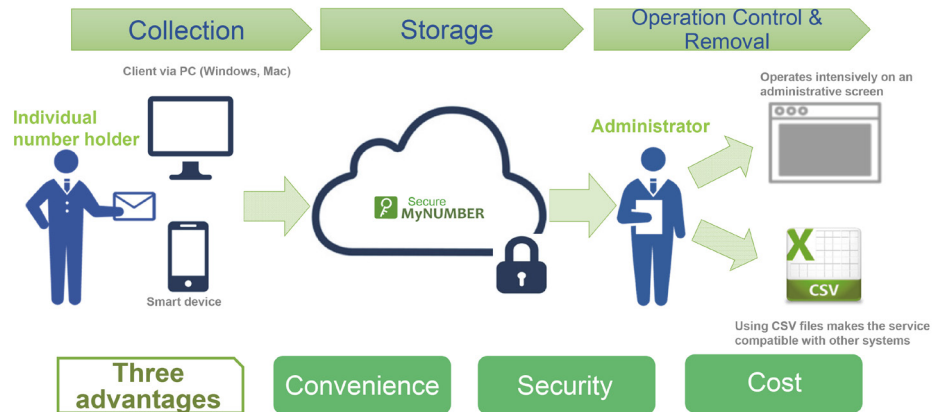 Collection
Storage
Operation Control &
Removal
Client via PC (Windows, Mac)
Individual
number holder
Smart device
Secure
MyNUMBER
Administrator
Operates intensively on an
administrative screen
X
CSV
Using CSV files makes the service
compatible with other systems
Three
advantages
Convenience
Security
Cost